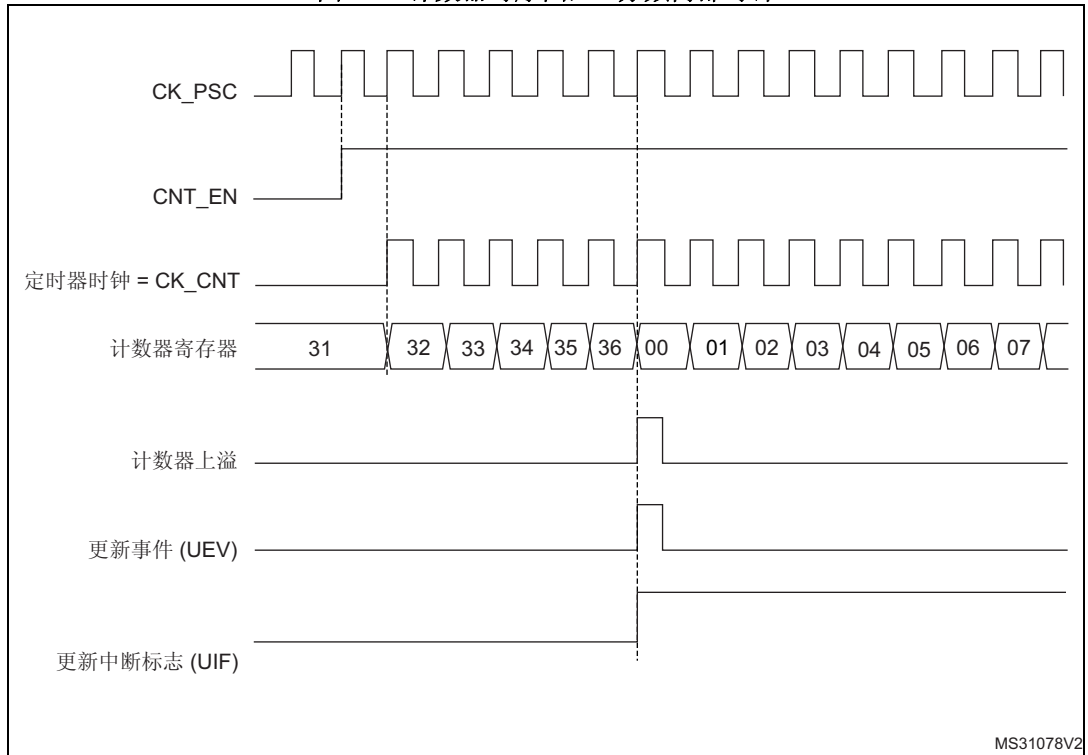 CK_PSC
CNT_EN
定时器时钟 = CK_CNT
计数器寄存器 31 32 33 34 35 36 00 01 02 03 04 05 06 07
计数器上溢
更新事件 (UEV)
更新中断标志 (UIF)
MS31078V2